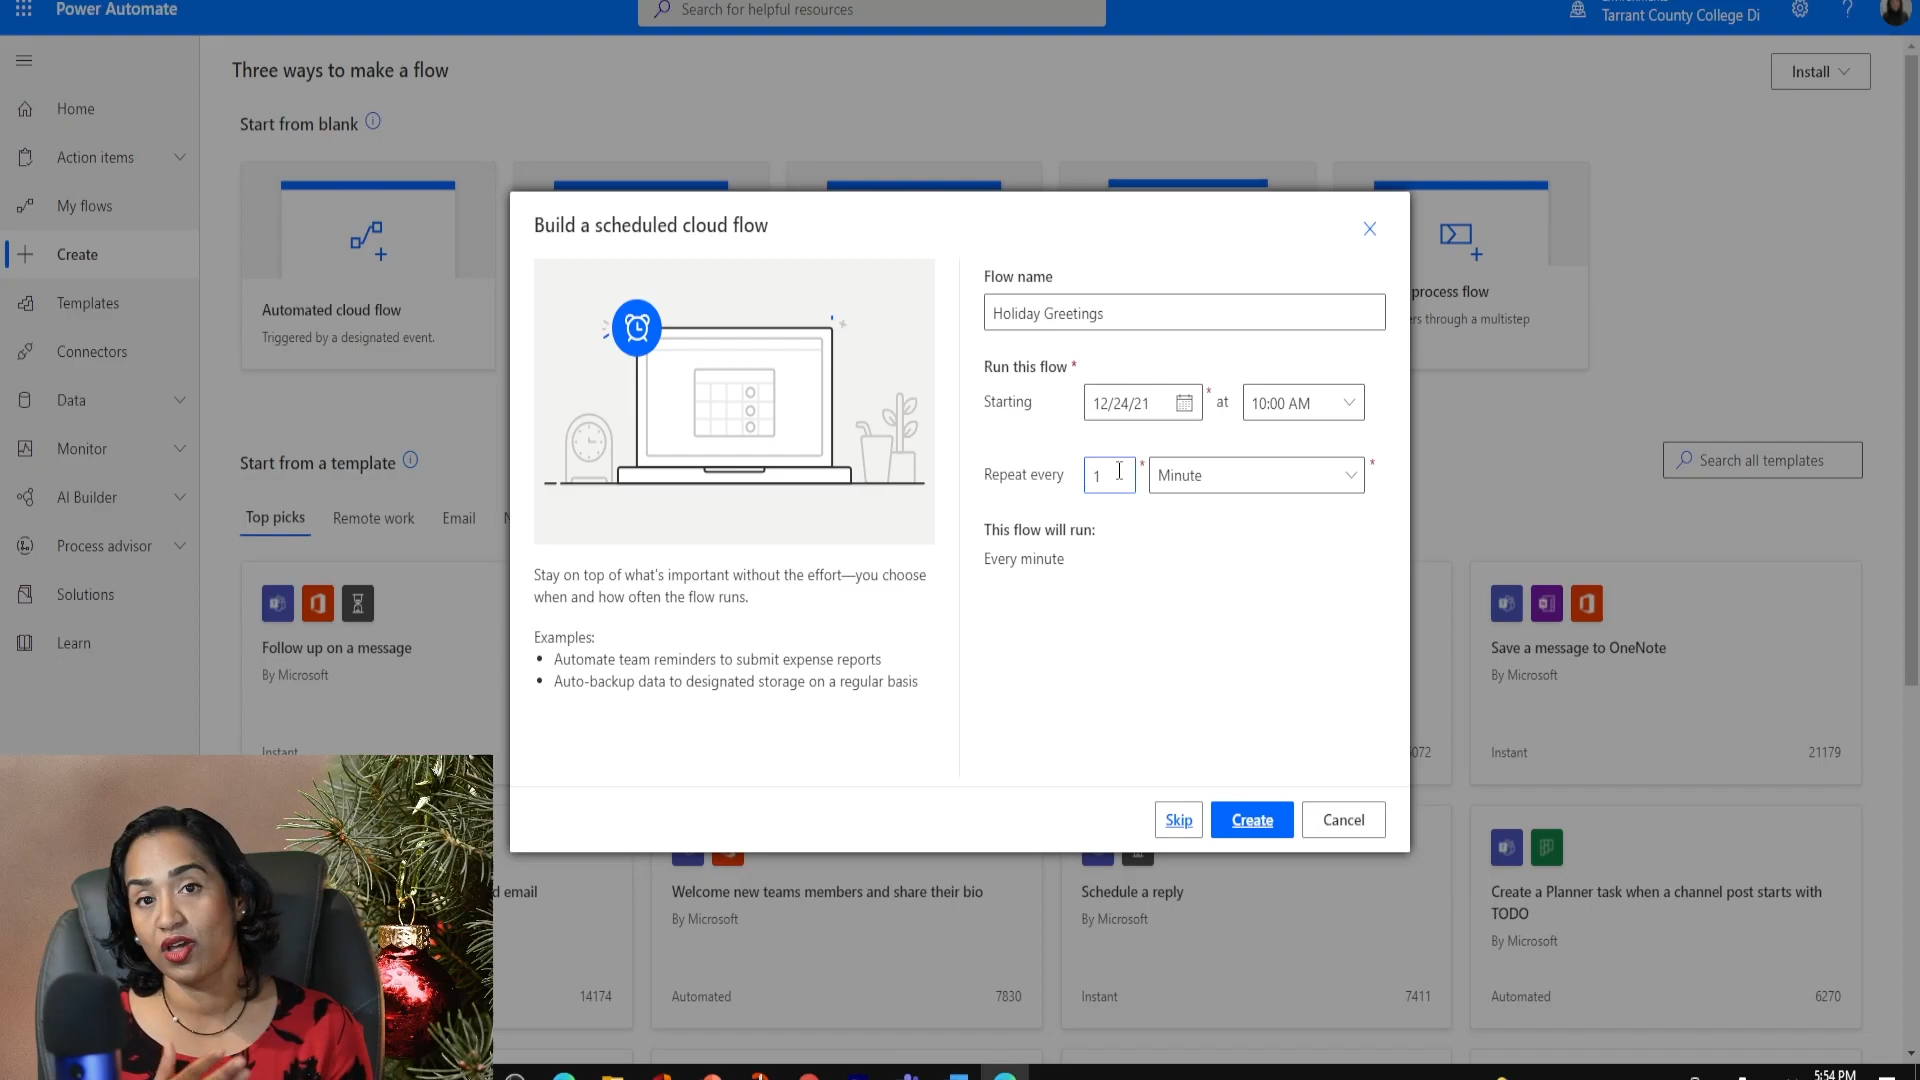 Power Automate
Search for helpful resources
Tarrant County College Di
Three ways to make a flow
Install
Home
Action items
My flows
Create
Templates
Connectors
Data
Monitor
AI Builder
Process advisor
Solutions
Learn
Start from blank
Automated cloud flow
Triggered by a designated event.
process flow
rs through a multistep
Build a scheduled cloud flow
Flow name
Holiday Greetings
Run this flow *
Starting
12/24/21
*
at
10:00 AM
Repeat every
1
*
Minute
*
This flow will run:
Every minute
Stay on top of what's important without the effort—you choose
when and how often the flow runs.
Examples:
• Automate team reminders to submit expense reports
• Auto-backup data to designated storage on a regular basis
Skip
Create
Cancel
Start from a template
Search all templates
Top picks
Remote work
Email
Follow up on a message
By Microsoft
Instant
072
Save a message to OneNote
By Microsoft
Instant
21179
d email
14174
Welcome new teams members and share their bio
By Microsoft
Automated
7830
Schedule a reply
By Microsoft
Instant
7411
Create a Planner task when a channel post starts with
TODO
By Microsoft
Automated
6270
5:54 PM